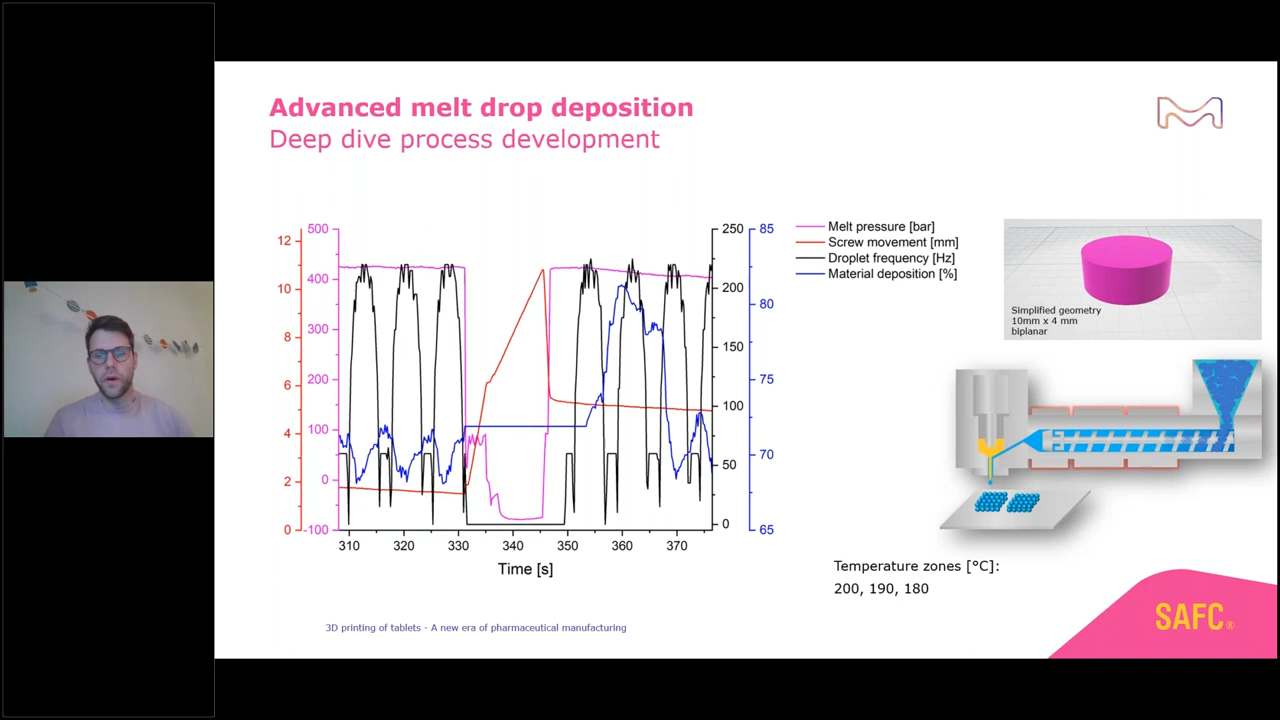 Advanced melt drop deposition
Deep dive process development
12
10
8
6
4
2
0
500
400
300
200
100
0
-100
310 320 330 340 350 360 370
Time [s]
250
200
150
100
50
0
85
80
75
70
65
Melt pressure [bar]
Screw movement [mm]
Droplet frequency [Hz]
Material deposition [%]
Simplified geometry
10mm x 4 mm
biplanar
Temperature zones [°C]:
200, 190, 180
3D printing of tablets - A new era of pharmaceutical manufacturing
SAFC®